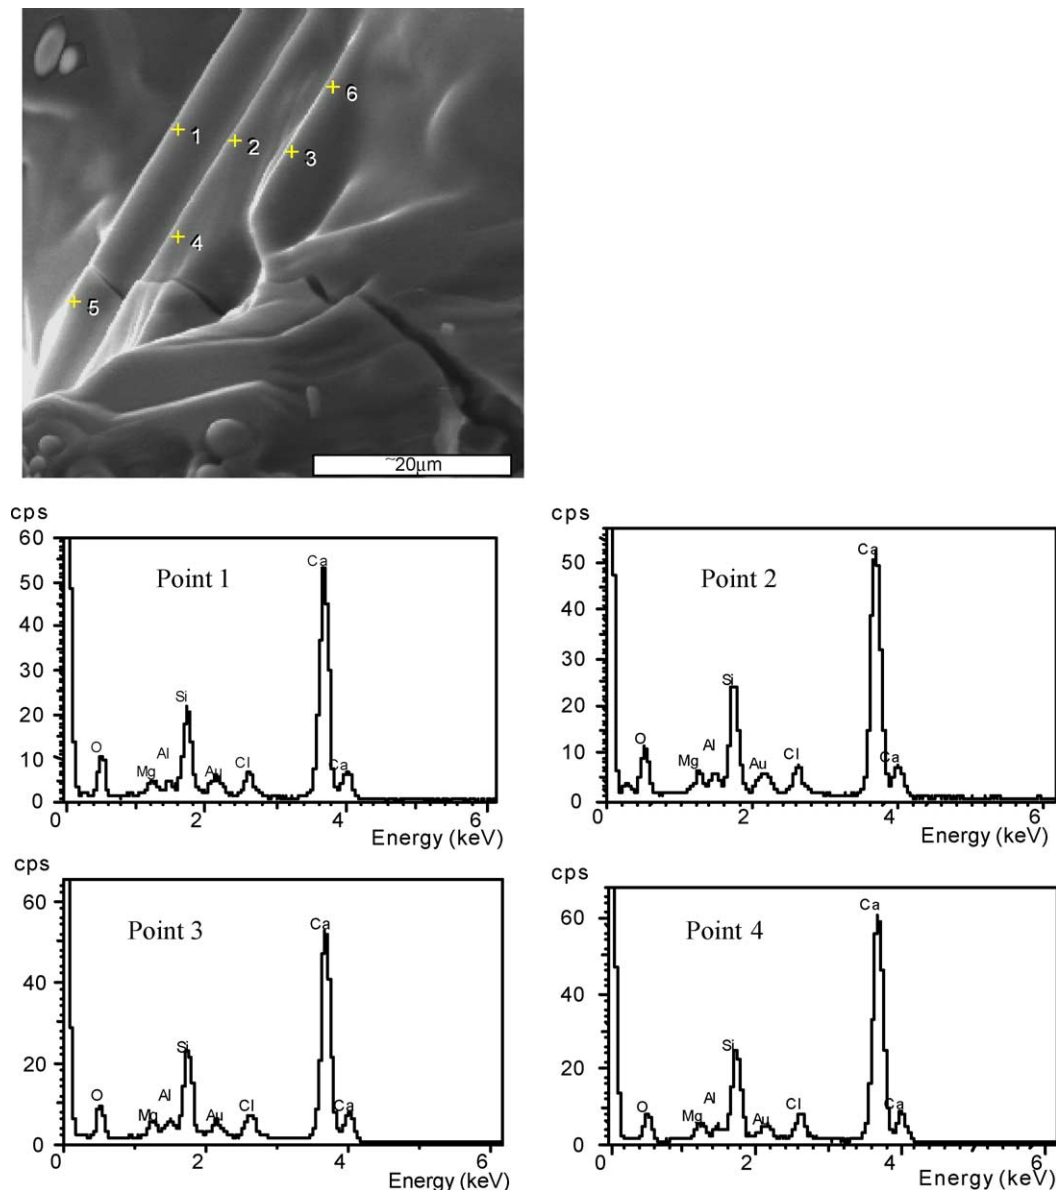 6
1
2
3
4
5
~20μm
cps
60
50
40
30
20
10
0
Point 1
Ca
Si
O
Mg
Al
Au
Cl
Ca
2
4
6
Energy (keV)
cps
50
40
30
20
10
0
Point 2
Ca
Si
O
Mg
Al
Au
Cl
Ca
0
2
4
6
Energy (keV)
cps
60
40
20
0
Point 3
Ca
Si
O
Mg
Al
Au
Cl
Ca
0
2
4
6
Energy (keV)
cps
60
40
20
0
Point 4
Ca
Si
O
Mg
Al
Au
Cl
Ca
0
2
4
6
Energy (keV)